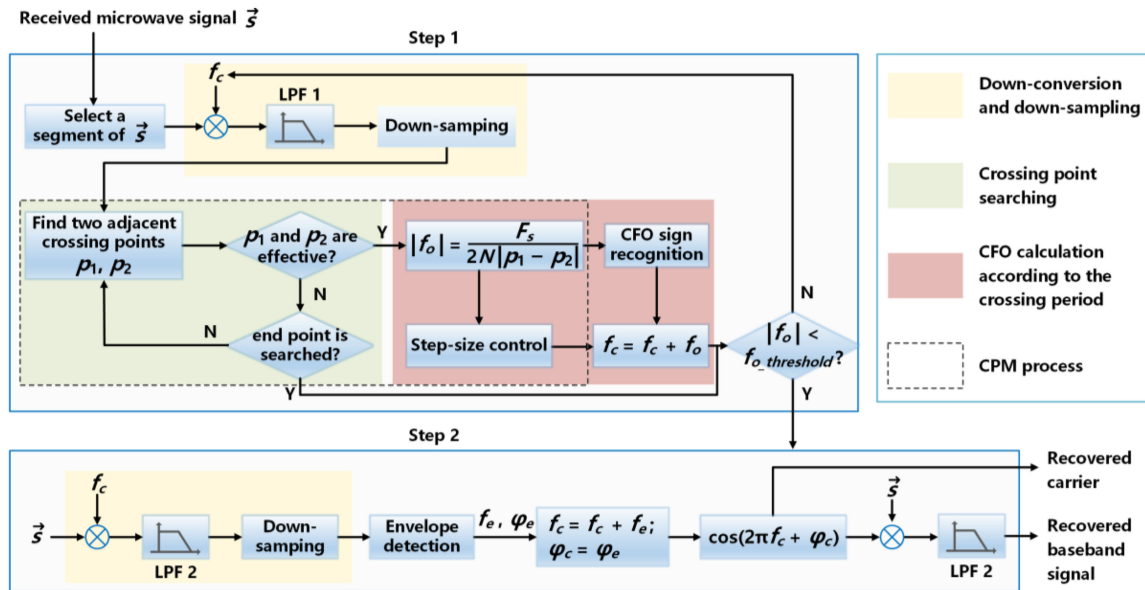 Received microwave signal s⃗
Step 1
f_c
LPF 1
Select a
segment of s⃗
Down-sampling
Find two adjacent
crossing points
p₁, p₂
p₁ and p₂ are
effective?
Y
|f_o| = F_s / 2N|p₁ − p₂|
CFO sign
recognition
N
N
end point is
searched?
Y
Step-size control
f_c = f_c + f_o
N
|f_o| <
f_o_threshold?
Y
Down-conversion
and down-sampling
Crossing point
searching
CFO calculation
according to the
crossing period
CPM process
Step 2
f_c
s⃗
LPF 2
Down-
sampling
Envelope
detection
f_e, φ_e
f_c = f_c + f_e;
φ_c = φ_e
cos(2πf_c + φ_c)
s⃗
LPF 2
Recovered
carrier
Recovered
baseband
signal